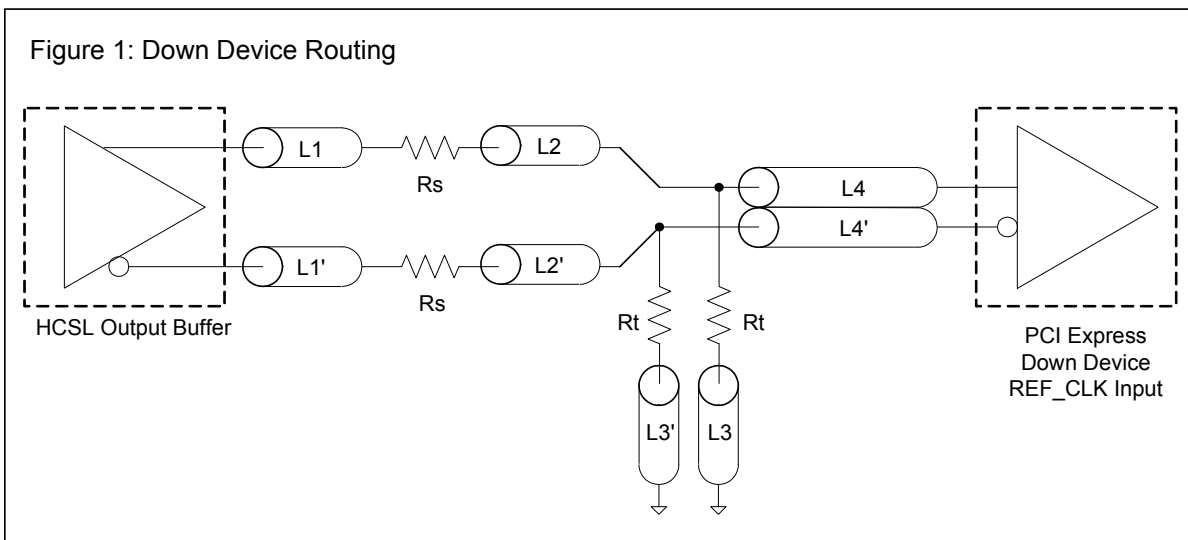 Figure 1: Down Device Routing
L1
Rs
L2
L4
L4'
L1'
Rs
L2'
HCSL Output Buffer
Rt
Rt
L3'
L3
PCI Express
Down Device
REF_CLK Input